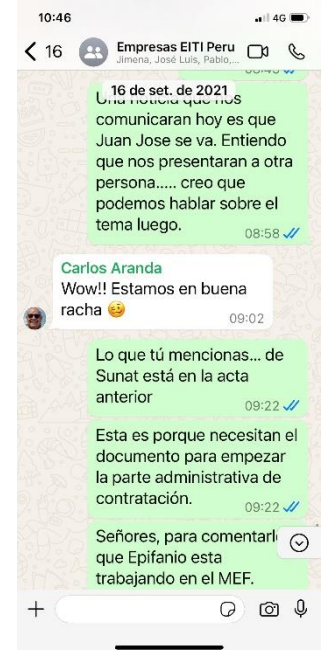 10:46
4G
16
Empresas EITI Peru
Jimena, José Luis, Pablo,...
16 de set. de 2021
comunicaran hoy es que
Juan Jose se va. Entiendo
que nos presentaran a otra
persona..... creo que
podemos hablar sobre el
tema luego.
08:58
Carlos Aranda
Wow!! Estamos en buena
racha 🥴
09:02
Lo que tú mencionas... de
Sunat está en la acta
anterior
09:22
Esta es porque necesitan el
documento para empezar
la parte administrativa de
contratación.
09:22
Señores, para comentarl
que Epifanio esta
trabajando en el MEF.